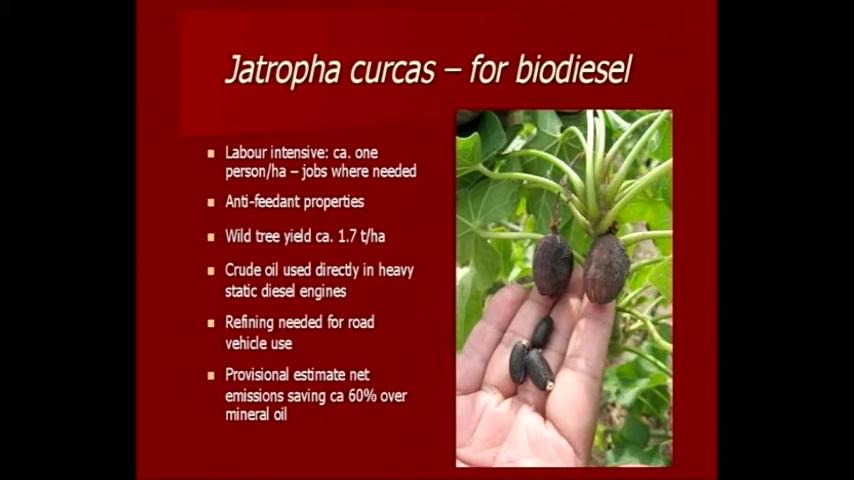 Jatropha curcas – for biodiesel
Labour intensive: ca. one
person/ha – jobs where needed
Anti-feedant properties
Wild tree yield ca. 1.7 t/ha
Crude oil used directly in heavy
static diesel engines
Refining needed for road
vehicle use
Provisional estimate net
emissions saving ca 60% over
mineral oil